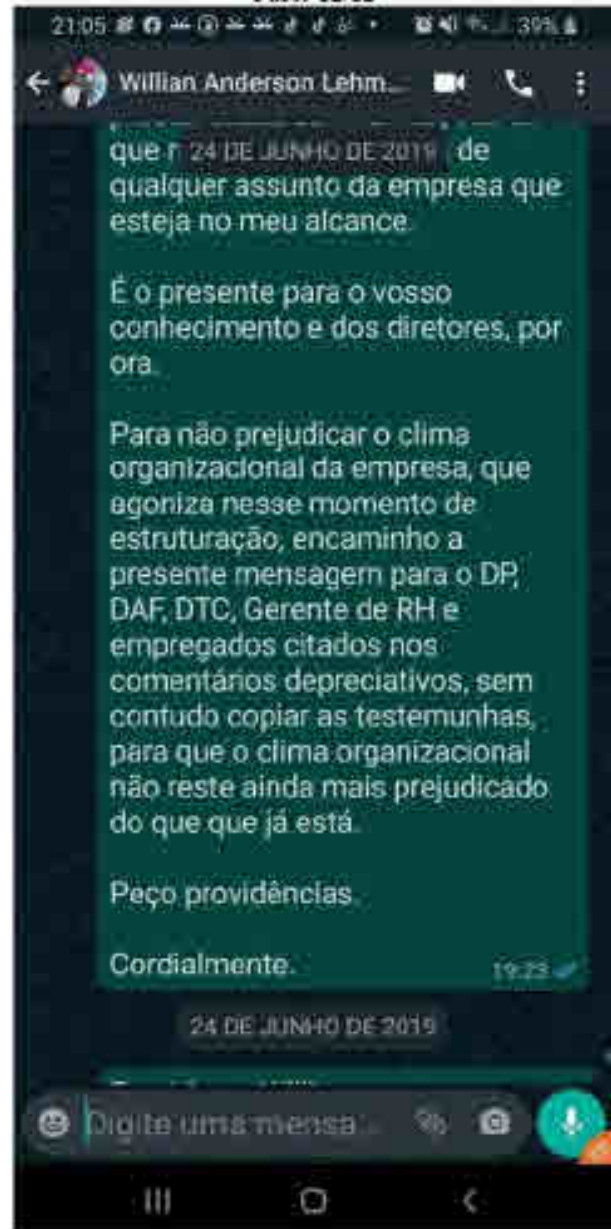 21:05
39%
Willian Anderson Lehm...
que
24 DE JUNHO DE 2019
de
qualquer assunto da empresa que
esteja no meu alcance.
É o presente para o vosso
conhecimento e dos diretores, por
ora.
Para não prejudicar o clima
organizacional da empresa, que
agoniza nesse momento de
estruturação, encaminho a
presente mensagem para o DP,
DAF, DTC, Gerente de RH e
empregados citados nos
comentários depreciativos, sem
contudo copiar as testemunhas,
para que o clima organizacional
não reste ainda mais prejudicado
do que que já está.
Peço providências.
Cordialmente.
19:23
24 DE JUNHO DE 2019
Digite uma mensa...